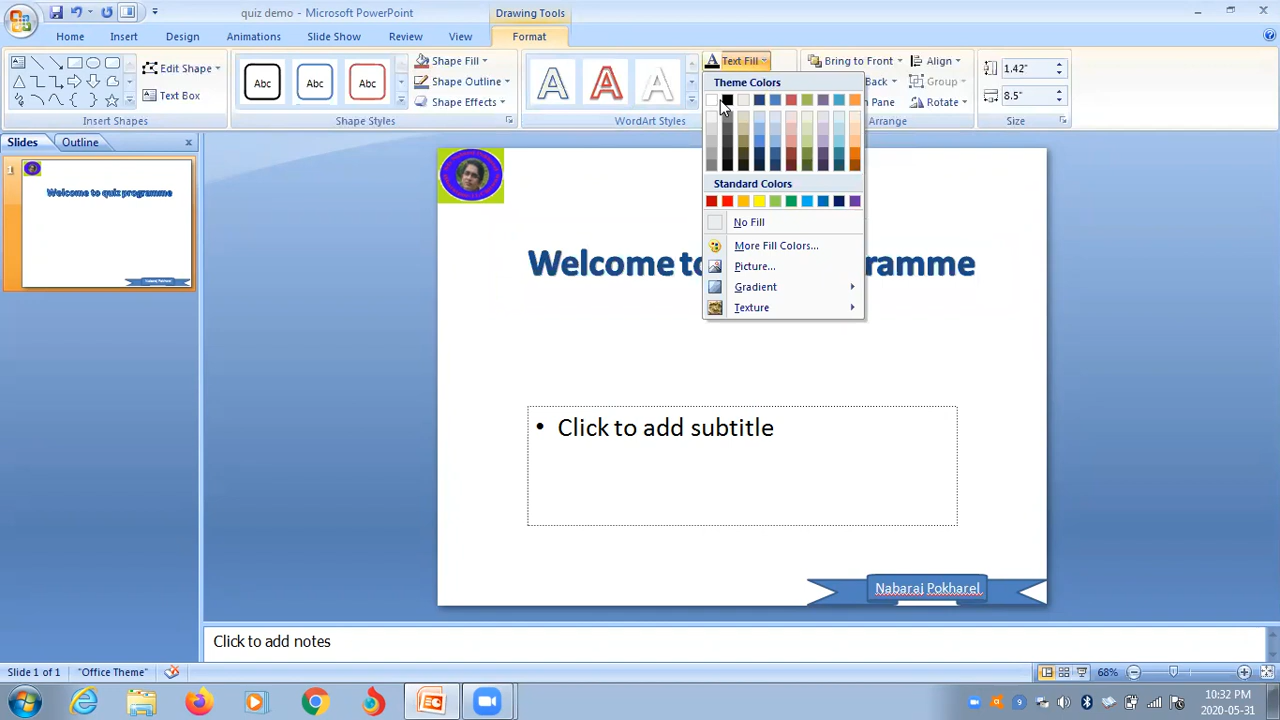 quiz demo - Microsoft PowerPoint
Drawing Tools
Home
Insert
Design
Animations
Slide Show
Review
View
Format
Edit Shape
Text Box
Insert Shapes
Abc
Abc
Abc
Shape Fill
Shape Outline
Shape Effects
Shape Styles
A
A
A
WordArt Styles
A
Text Fill
Bring to Front
Back
Pane
Align
Group
Rotate
Arrange
1.42"
8.5"
Size
Theme Colors
Standard Colors
No Fill
More Fill Colors...
Picture...
Gradient
Texture
Slides
Outline
1
Welcome to quiz programme
Nabaraj Pokharel
Welcome to
gramme
• Click to add subtitle
Nabaraj Pokharel
Click to add notes
Slide 1 of 1
"Office Theme"
68%
10:32 PM
2020-05-31